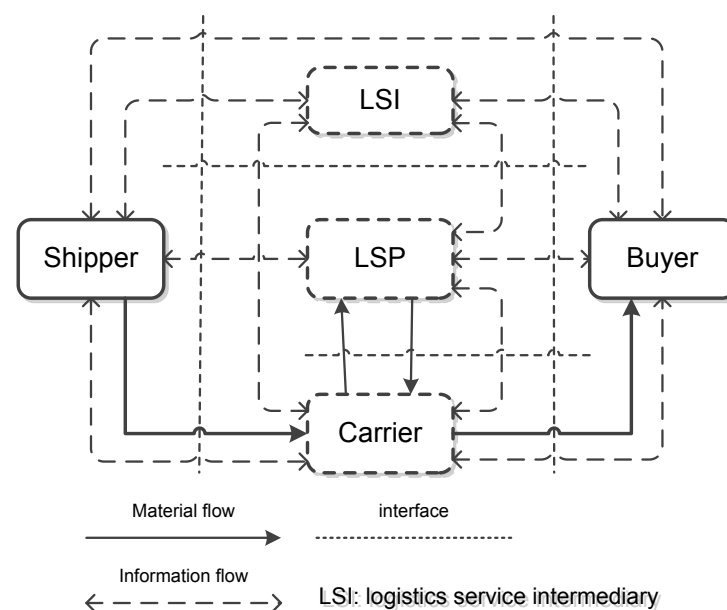 LSI
Shipper
LSP
Buyer
Carrier
Material flow
interface
Information flow
LSI: logistics service intermediary